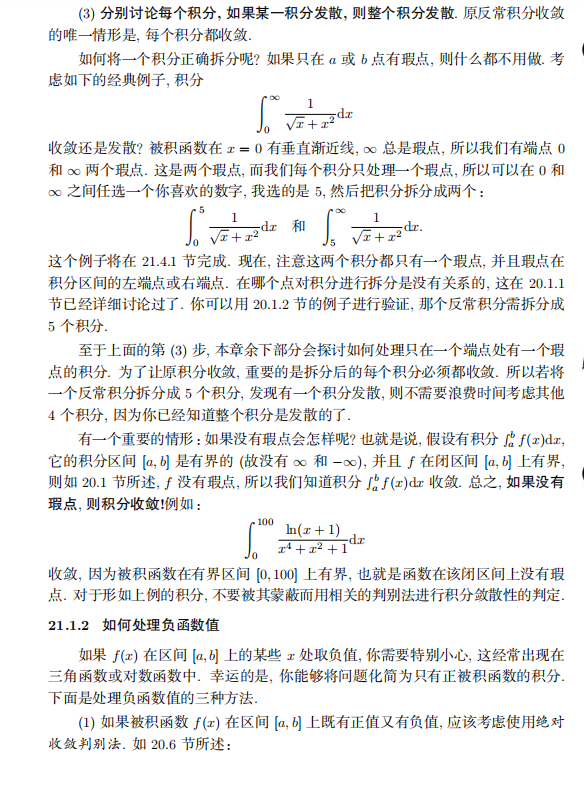 (3) 分别讨论每个积分, 如果某一积分发散, 则整个积分发散. 原反常积分收敛
的唯一情形是, 每个积分都收敛.
如何将一个积分正确拆分呢? 如果只在 a 或 b 点有瑕点, 则什么都不用做. 考
虑如下的经典例子, 积分
∫₀^∞ 1/(√x + x²) dx
收敛还是发散? 被积函数在 x = 0 有垂直渐近线, ∞ 总是瑕点, 所以我们有端点 0
和 ∞ 两个瑕点. 这是两个瑕点, 而我们每个积分只处理一个瑕点, 所以可以在 0 和
∞ 之间任选一个你喜欢的数字, 我选的是 5, 然后把积分拆分成两个:
∫₀^5 1/(√x + x²) dx 和 ∫₅^∞ 1/(√x + x²) dx.
这个例子将在 21.4.1 节完成. 现在, 注意这两个积分都只有一个瑕点, 并且瑕点在
积分区间的左端点或右端点. 在哪个点对积分进行拆分是没有关系的, 这在 20.1.1
节已经详细讨论过了. 你可以用 20.1.2 节的例子进行验证, 那个反常积分需拆分成
5 个积分.
至于上面的第 (3) 步, 本章余下部分会探讨如何处理只在一个端点处有一个瑕
点的积分. 为了让原积分收敛, 重要的是拆分后的每个积分必须都收敛. 所以若将
一个反常积分拆分成 5 个积分, 发现有一个积分发散, 则不需要浪费时间考虑其他
4 个积分, 因为你已经知道整个积分是发散的了.
有一个重要的情形: 如果没有瑕点会怎样呢? 也就是说, 假设有积分 ∫ₐᵇ f(x)dx,
它的积分区间 [a, b] 是有界的 (故没有 ∞ 和 −∞), 并且 f 在闭区间 [a, b] 上有界,
则如 20.1 节所述, f 没有瑕点, 所以我们知道积分 ∫ₐᵇ f(x)dx 收敛. 总之, 如果没有
瑕点, 则积分收敛!例如:
∫₀^100 ln(x + 1)/(x⁴ + x² + 1) dx
收敛, 因为被积函数在有界区间 [0, 100] 上有界, 也就是函数在该闭区间上没有瑕
点. 对于形如上例的积分, 不要被其蒙蔽而用相关的判别法进行积分敛散性的判定.
21.1.2 如何处理负函数值
如果 f(x) 在区间 [a, b] 上的某些 x 处取负值, 你需要特别小心, 这经常出现在
三角函数或对数函数中. 幸运的是, 你能够将问题化简为只有正被积函数的积分.
下面是处理负函数值的三种方法.
(1) 如果被积函数 f(x) 在区间 [a, b] 上既有正值又有负值, 应该考虑使用绝对
收敛判别法. 如 20.6 节所述: